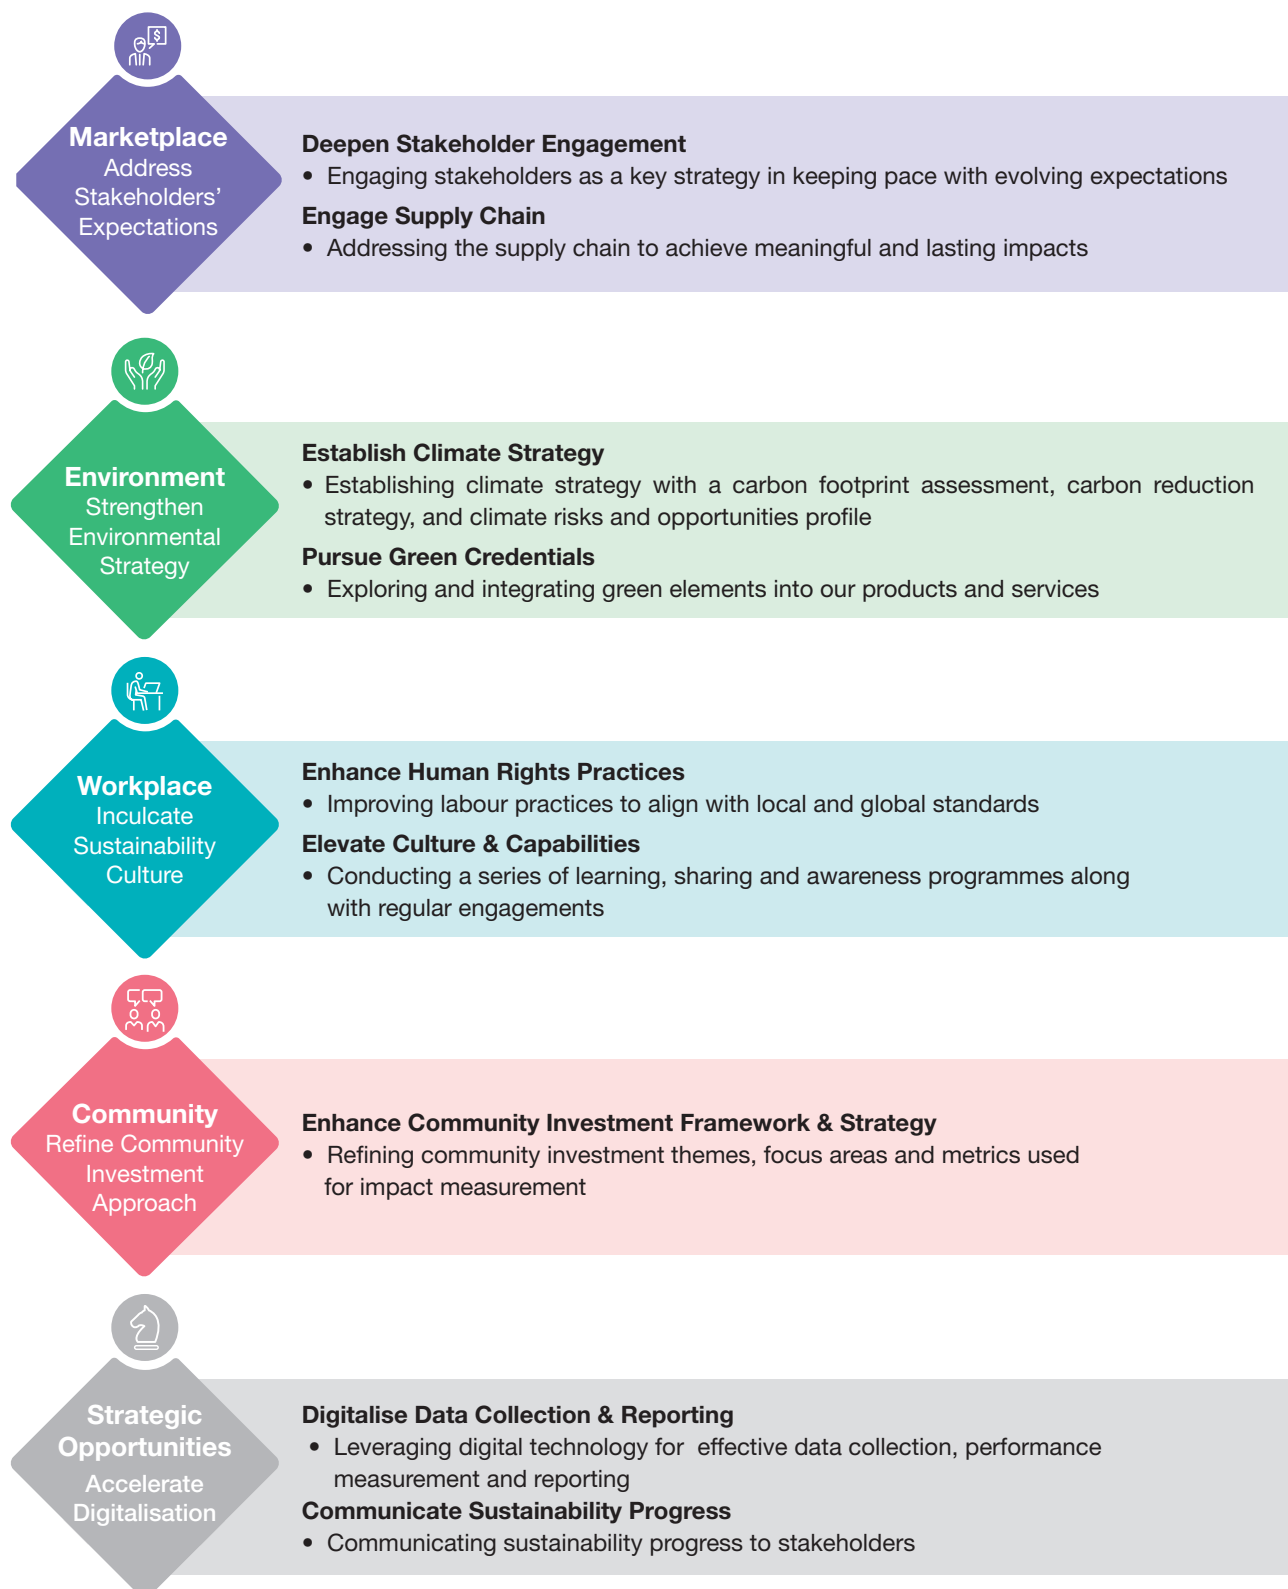 $
Marketplace
Address
Stakeholders’
Expectations
Deepen Stakeholder Engagement
• Engaging stakeholders as a key strategy in keeping pace with evolving expectations
Engage Supply Chain
• Addressing the supply chain to achieve meaningful and lasting impacts
Environment
Strengthen
Environmental
Strategy
Establish Climate Strategy
• Establishing climate strategy with a carbon footprint assessment, carbon reduction
strategy, and climate risks and opportunities profile
Pursue Green Credentials
• Exploring and integrating green elements into our products and services
Workplace
Inculcate
Sustainability
Culture
Enhance Human Rights Practices
• Improving labour practices to align with local and global standards
Elevate Culture & Capabilities
• Conducting a series of learning, sharing and awareness programmes along
with regular engagements
Community
Refine Community
Investment
Approach
Enhance Community Investment Framework & Strategy
• Refining community investment themes, focus areas and metrics used
for impact measurement
Strategic
Opportunities
Accelerate
Digitalisation
Digitalise Data Collection & Reporting
• Leveraging digital technology for effective data collection, performance
measurement and reporting
Communicate Sustainability Progress
• Communicating sustainability progress to stakeholders